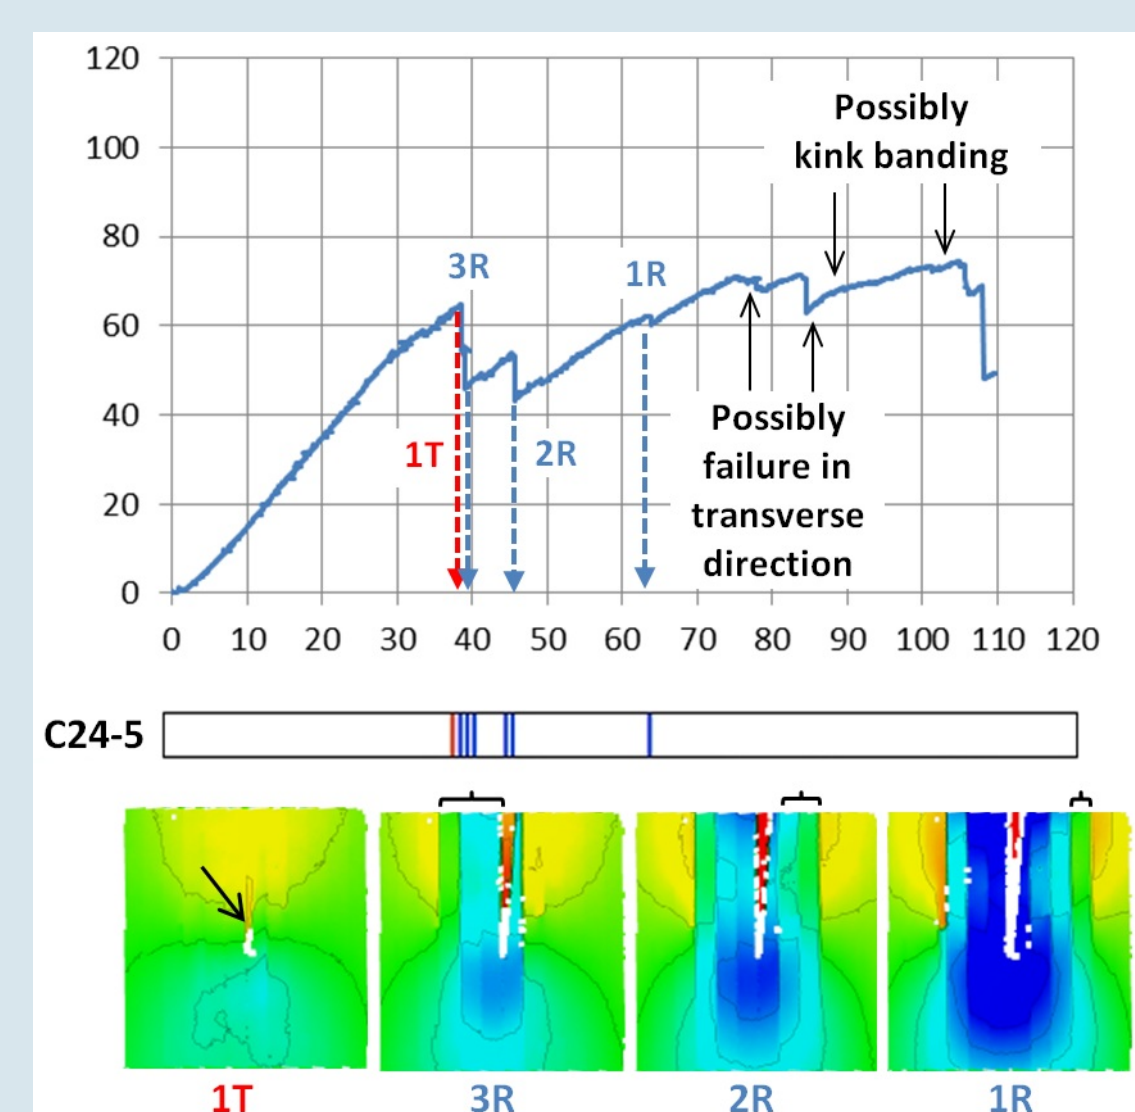 120
100
80
60
40
20
0
0 10 20 30 40 50 60 70 80 90 100 110 120
Possibly
kink banding
3R
1R
1T
2R
Possibly
failure in
transverse
direction
C24-5
1T 3R 2R 1R